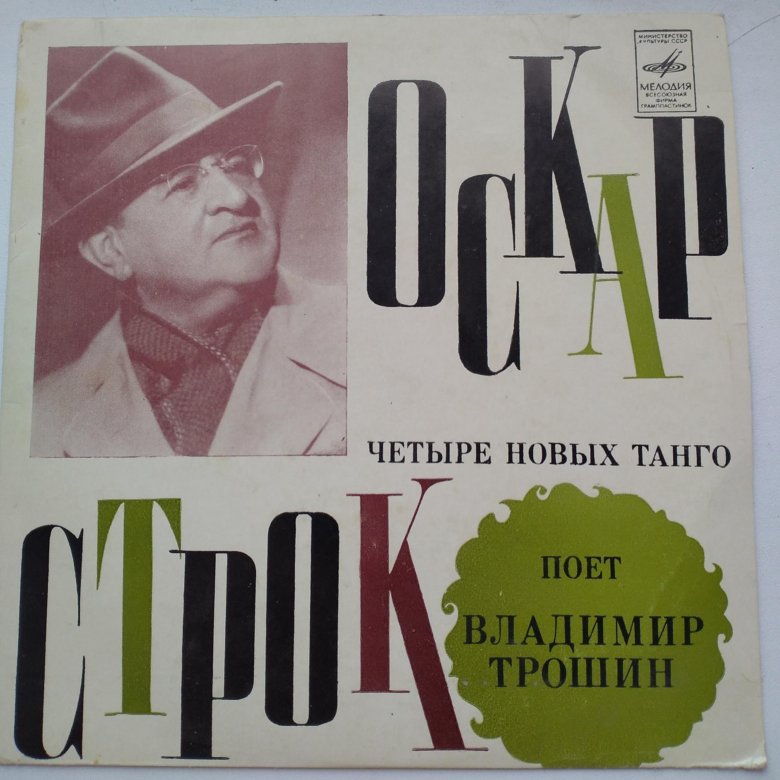 МИНИСТЕРСТВО
КУЛЬТУРЫ СССР
МЕЛОДИЯ
ВСЕСОЮЗНАЯ
ФИРМА
ГРАМПЛАСТИНОК
ОСКАР
ЧЕТЫРЕ НОВЫХ ТАНГО
СТРОК
ПОЕТ
ВЛАДИМИР
ТРОШИН